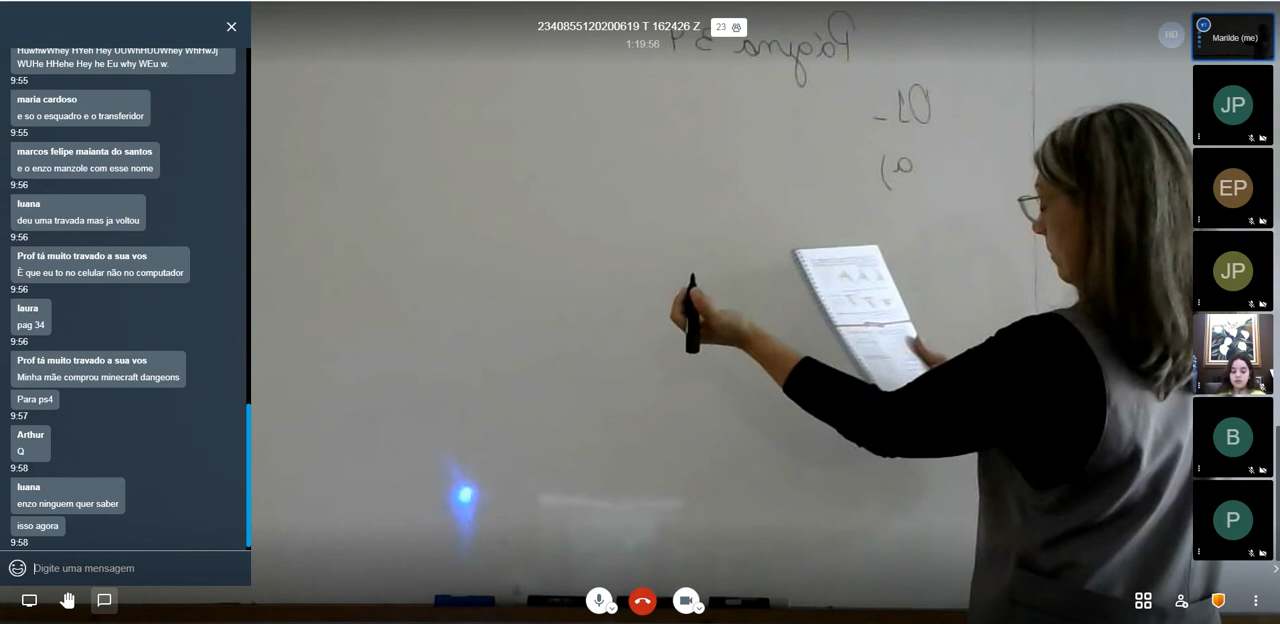 HuwhwWhey HYeh Hey UUWhHUUWhey WhHwJj
WUHe HHehe Hey he Eu why WEu w.
9:55
maria cardoso
e so o esquadro e o transferidor
9:55
marcos felipe maianta do santos
e o enzo manzole com esse nome
9:56
luana
deu uma travada mas ja voltou
9:56
Prof tá muito travado a sua vos
È que eu to no celular não no computador
9:56
laura
pag 34
9:56
Prof tá muito travado a sua vos
Minha mãe comprou minecraft dangeons
Para ps4
9:57
Arthur
Q
9:58
luana
enzo ninguem quer saber
isso agora
9:58
Digite uma mensagem
2340855120200619 T 162426 Z
23
1:19:56
Página 34
01-
a)
HD
Marilde (me)
JP
EP
JP
B
P